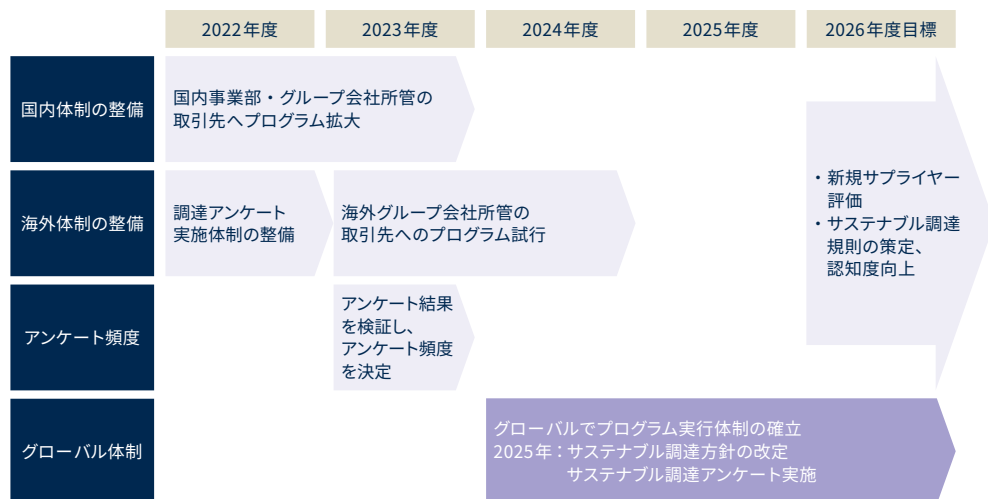 2022年度
2023年度
2024年度
2025年度
2026年度目標
国内体制の整備
国内事業部・グループ会社所管の
取引先へプログラム拡大
海外体制の整備
調達アンケート
実施体制の整備
海外グループ会社所管の
取引先へのプログラム試行
アンケート頻度
アンケート結果
を検証し、
アンケート頻度
を決定
・新規サプライヤー
評価
・サステナブル調達
規則の策定、
認知度向上
グローバル体制
グローバルでプログラム実行体制の確立
2025年：サステナブル調達方針の改定
サステナブル調達アンケート実施